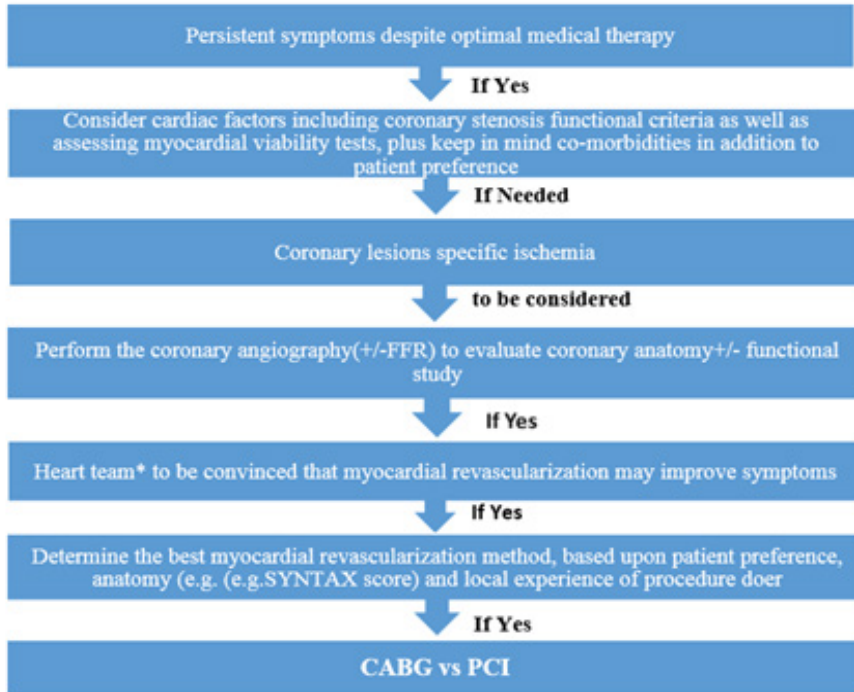 Persistent symptoms despite optimal medical therapy
If Yes
Consider cardiac factors including coronary stenosis functional criteria as well as
assessing myocardial viability tests, plus keep in mind co-morbidities in addition to
patient preference
If Needed
Coronary lesions specific ischemia
to be considered
Perform the coronary angiography(+/-FFR) to evaluate coronary anatomy+/- functional
study
If Yes
Heart team* to be convinced that myocardial revascularization may improve symptoms
If Yes
Determine the best myocardial revascularization method, based upon patient preference,
anatomy (e.g. (e.g.SYNTAX score) and local experience of procedure doer
If Yes
CABG vs PCI